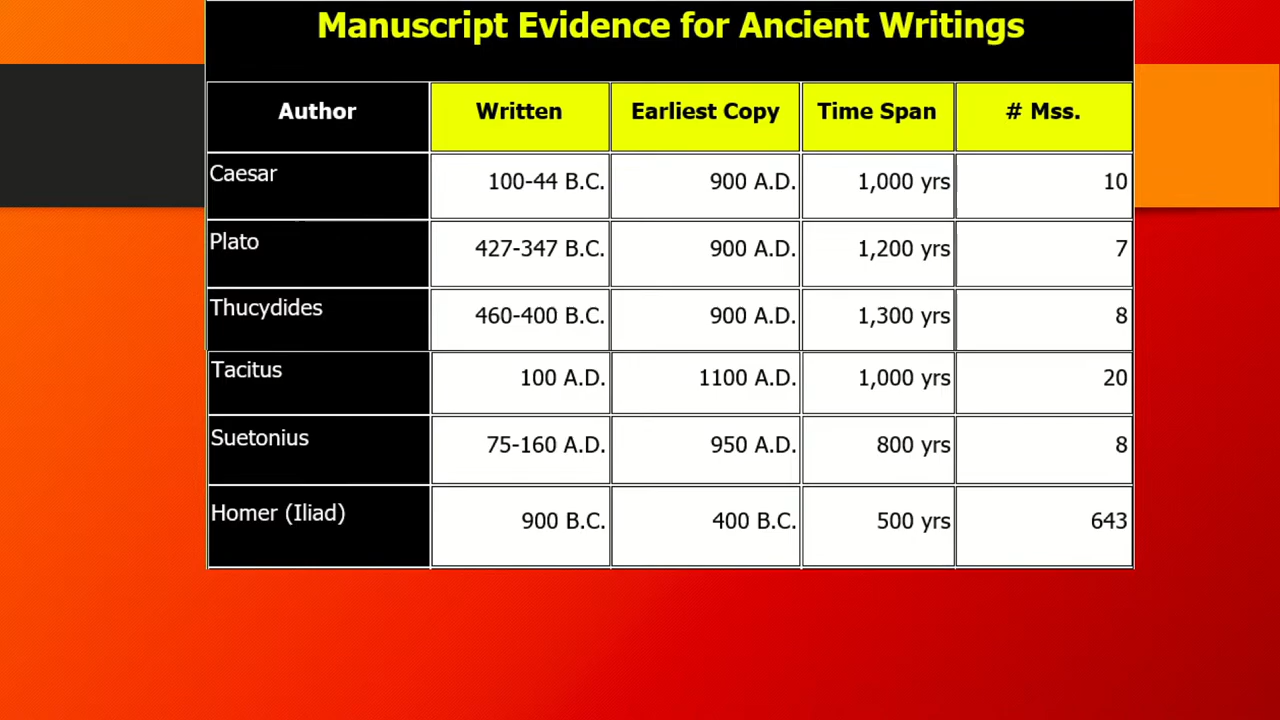 Manuscript Evidence for Ancient Writings
Author Written Earliest Copy Time Span # Mss.
Caesar 100-44 B.C. 900 A.D. 1,000 yrs 10
Plato 427-347 B.C. 900 A.D. 1,200 yrs 7
Thucydides 460-400 B.C. 900 A.D. 1,300 yrs 8
Tacitus 100 A.D. 1100 A.D. 1,000 yrs 20
Suetonius 75-160 A.D. 950 A.D. 800 yrs 8
Homer (Iliad) 900 B.C. 400 B.C. 500 yrs 643